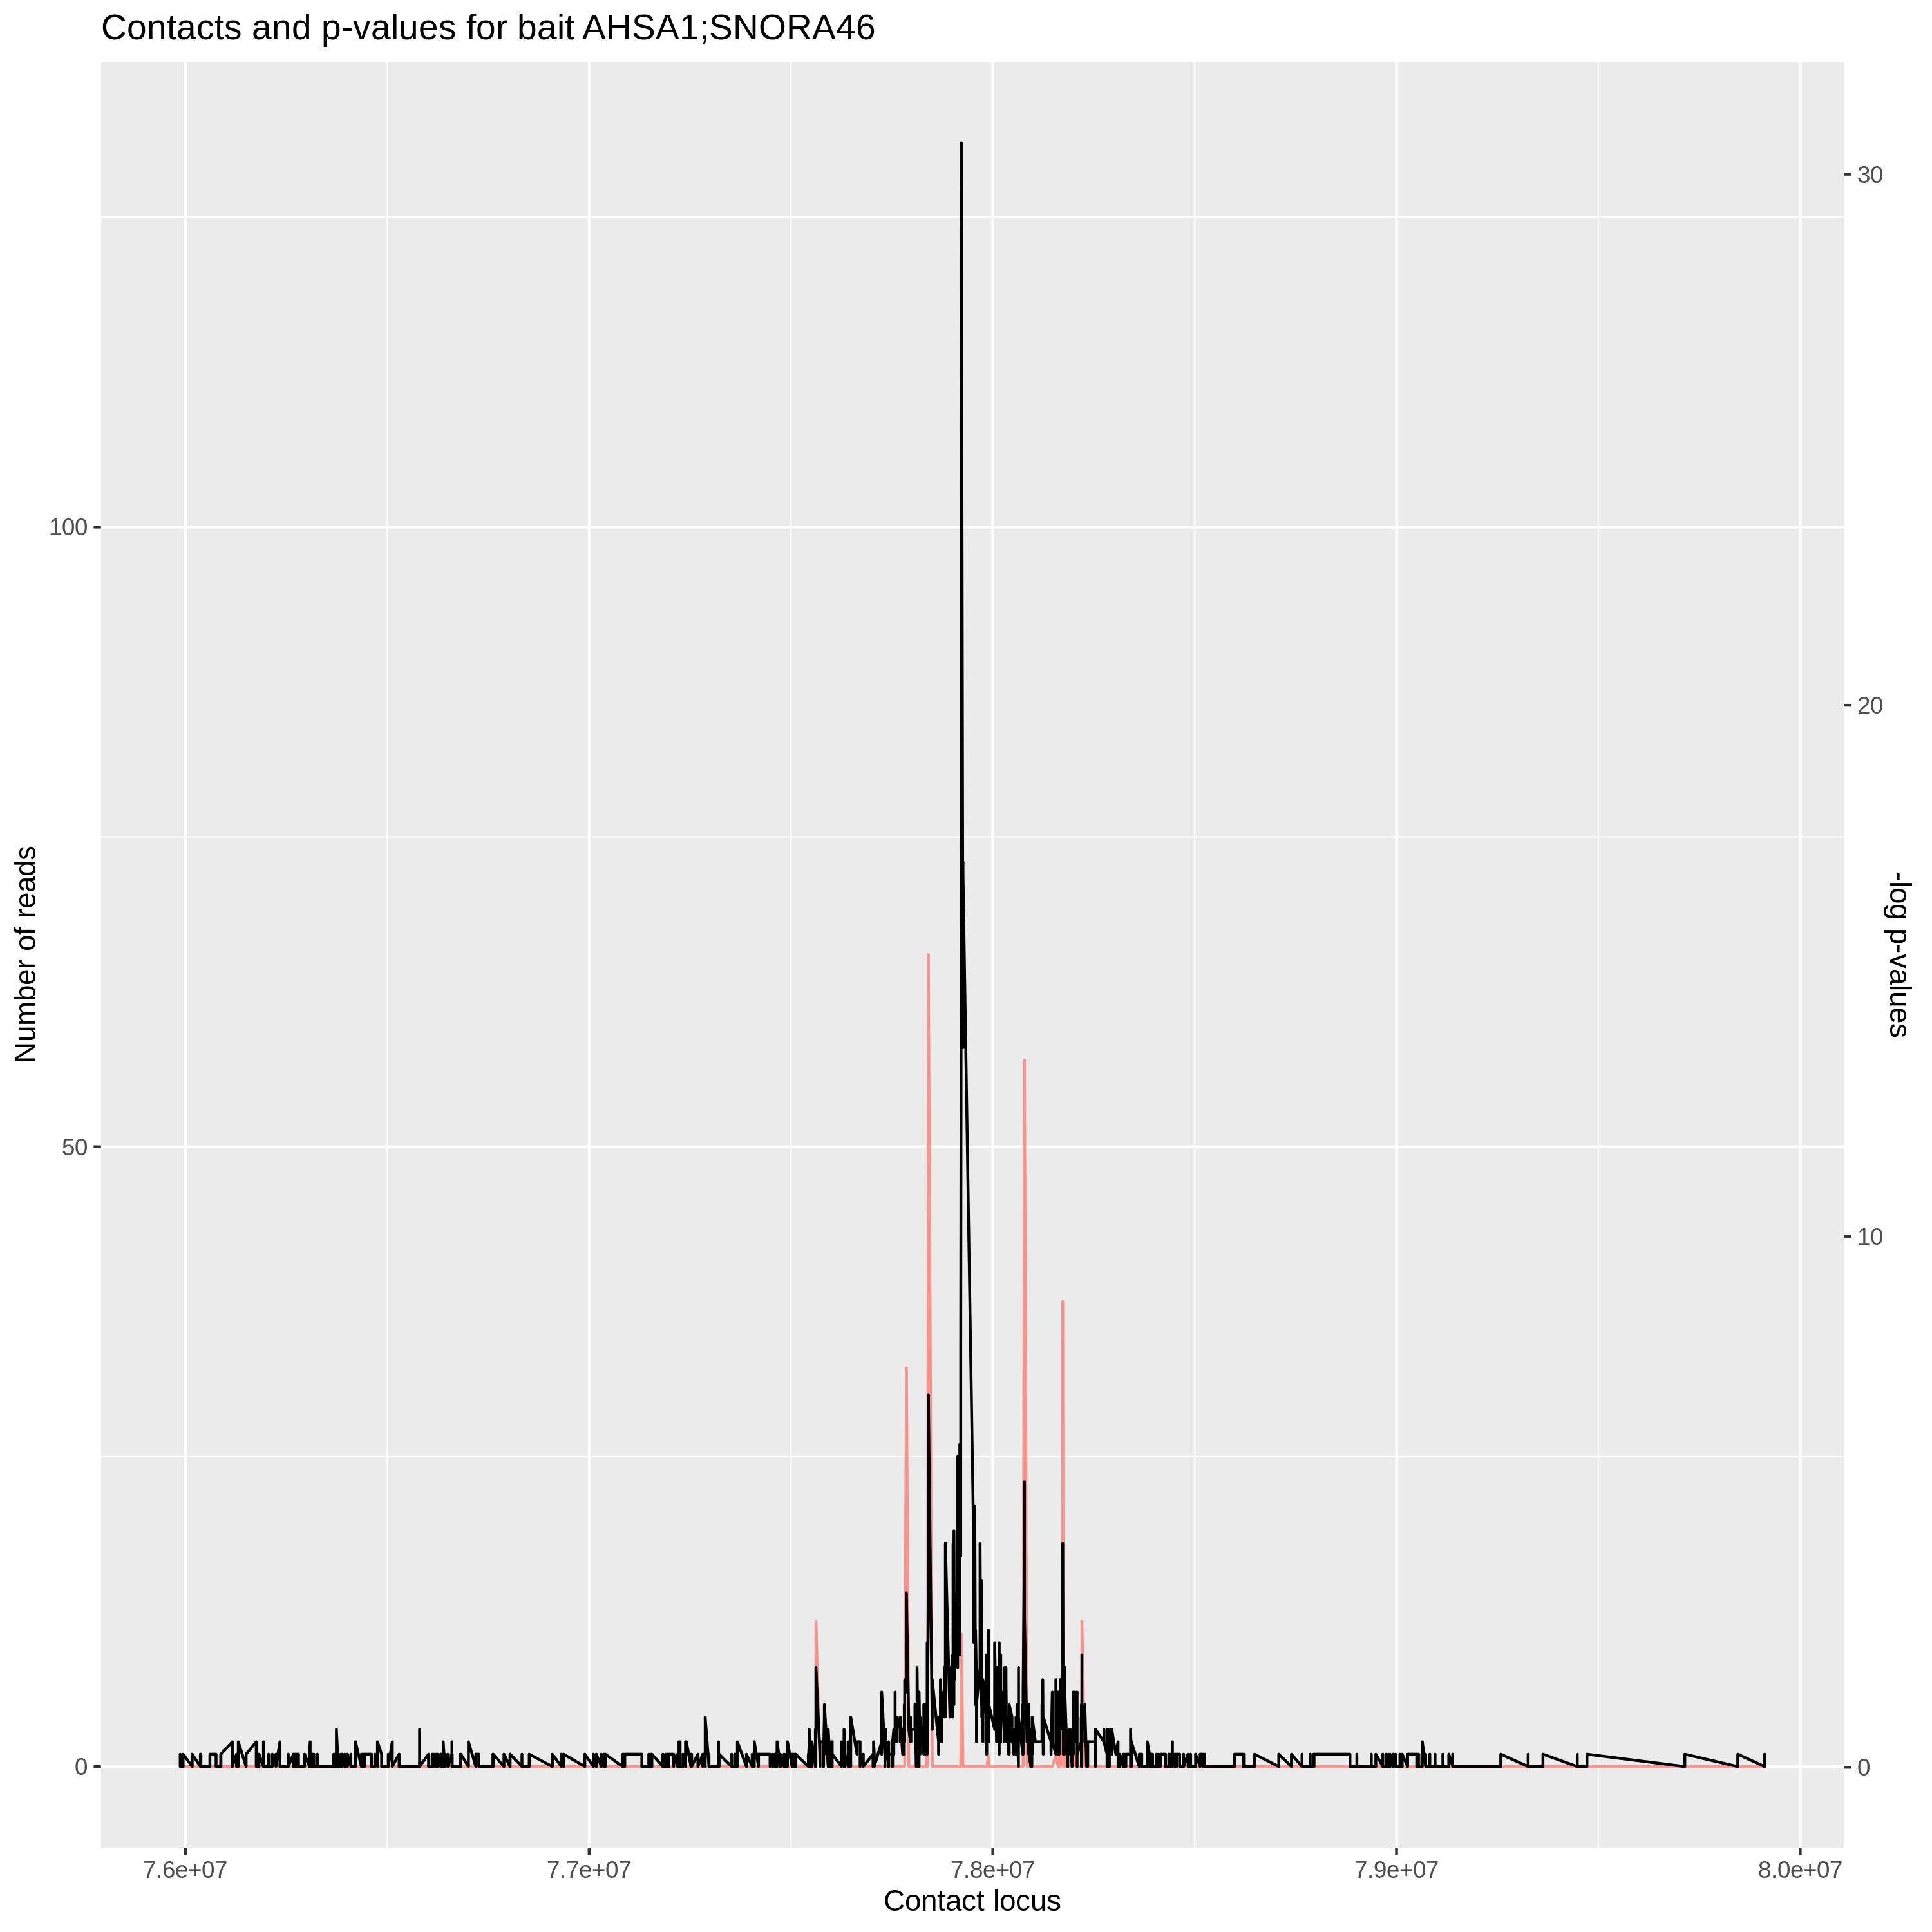 Contacts and p-values for bait AHSA1;SNORA46
Number of reads
100
50
0
30
20
10
0
-log p-values
7.6e+07
7.7e+07
7.8e+07
7.9e+07
8.0e+07
Contact locus